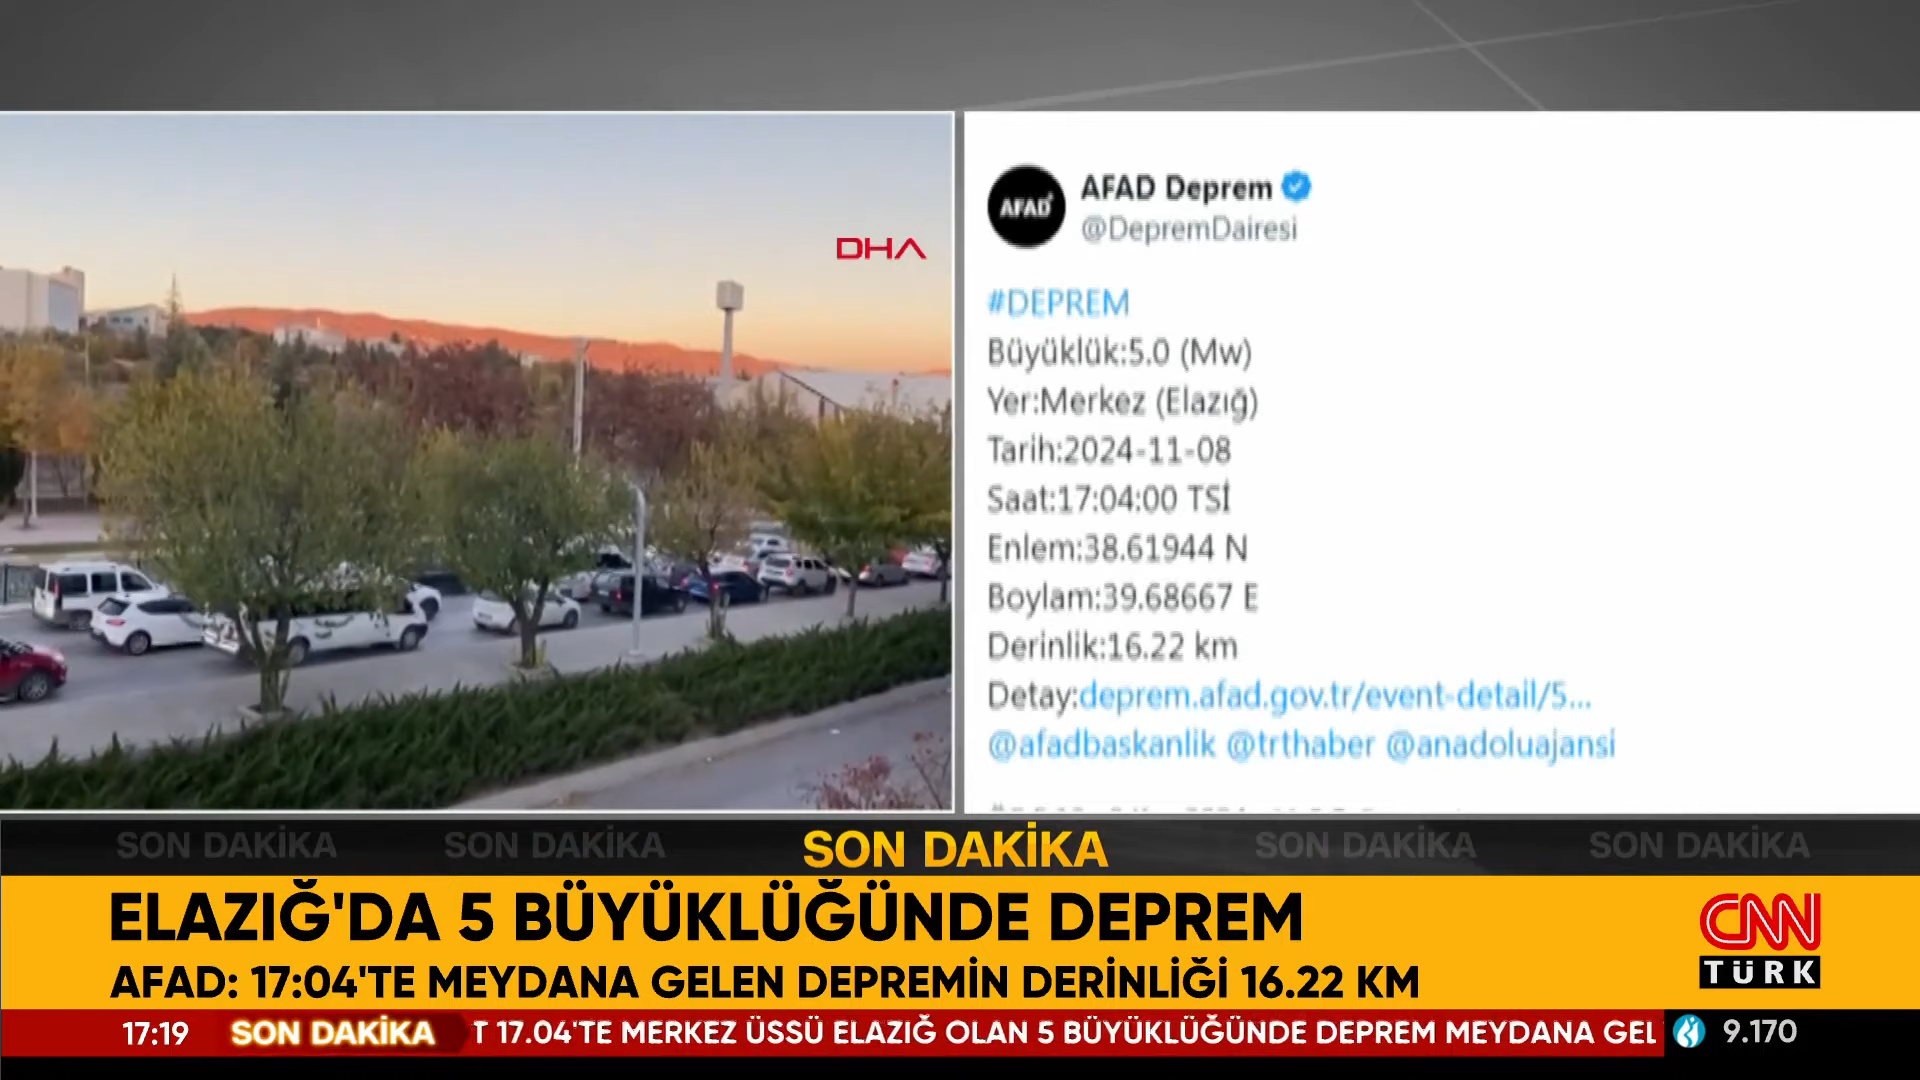 DHA
AFAD
AFAD Deprem
@DepremDairesi
#DEPREM
Büyüklük:5.0 (Mw)
Yer:Merkez (Elazığ)
Tarih:2024-11-08
Saat:17:04:00 TSİ
Enlem:38.61944 N
Boylam:39.68667 E
Derinlik:16.22 km
Detay:deprem.afad.gov.tr/event-detail/5...
@afadbaskanlik @trthaber @anadoluajansi
SON DAKİKA SON DAKİKA SON DAKİKA SON DAKİKA SON DAKİKA
ELAZIĞ'DA 5 BÜYÜKLÜĞÜNDE DEPREM
AFAD: 17:04'TE MEYDANA GELEN DEPREMİN DERİNLİĞİ 16.22 KM
CNN
TÜRK
17:19 SON DAKİKA T 17.04'TE MERKEZ ÜSSÜ ELAZIĞ OLAN 5 BÜYÜKLÜĞÜNDE DEPREM MEYDANA GEL 9.170